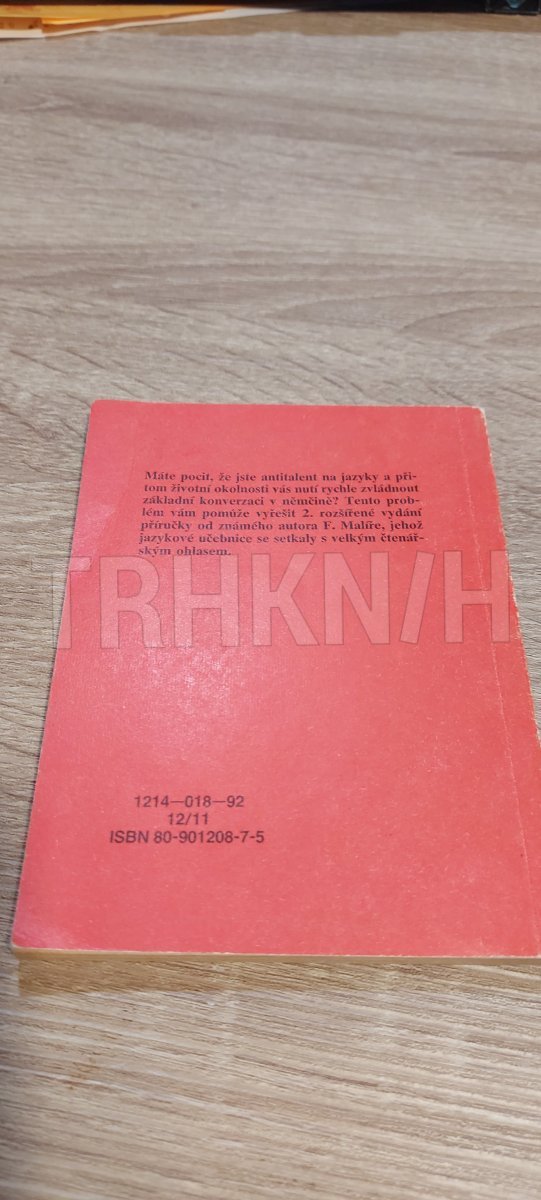 Máte pocit, že jste antitalent na jazyky a při-
tom životní okolnosti vás nutí rychle zvládnout
základní konverzaci v němčině? Tento prob-
lém vám pomůže vyřešit 2. rozšířené vydání
příručky od známého autora F. Malíře, jehož
jazykové učebnice se setkaly s velkým čtenář-
ským ohlasem.
TRHKN/H
1214—018—92
12/11
ISBN 80-901208-7-5